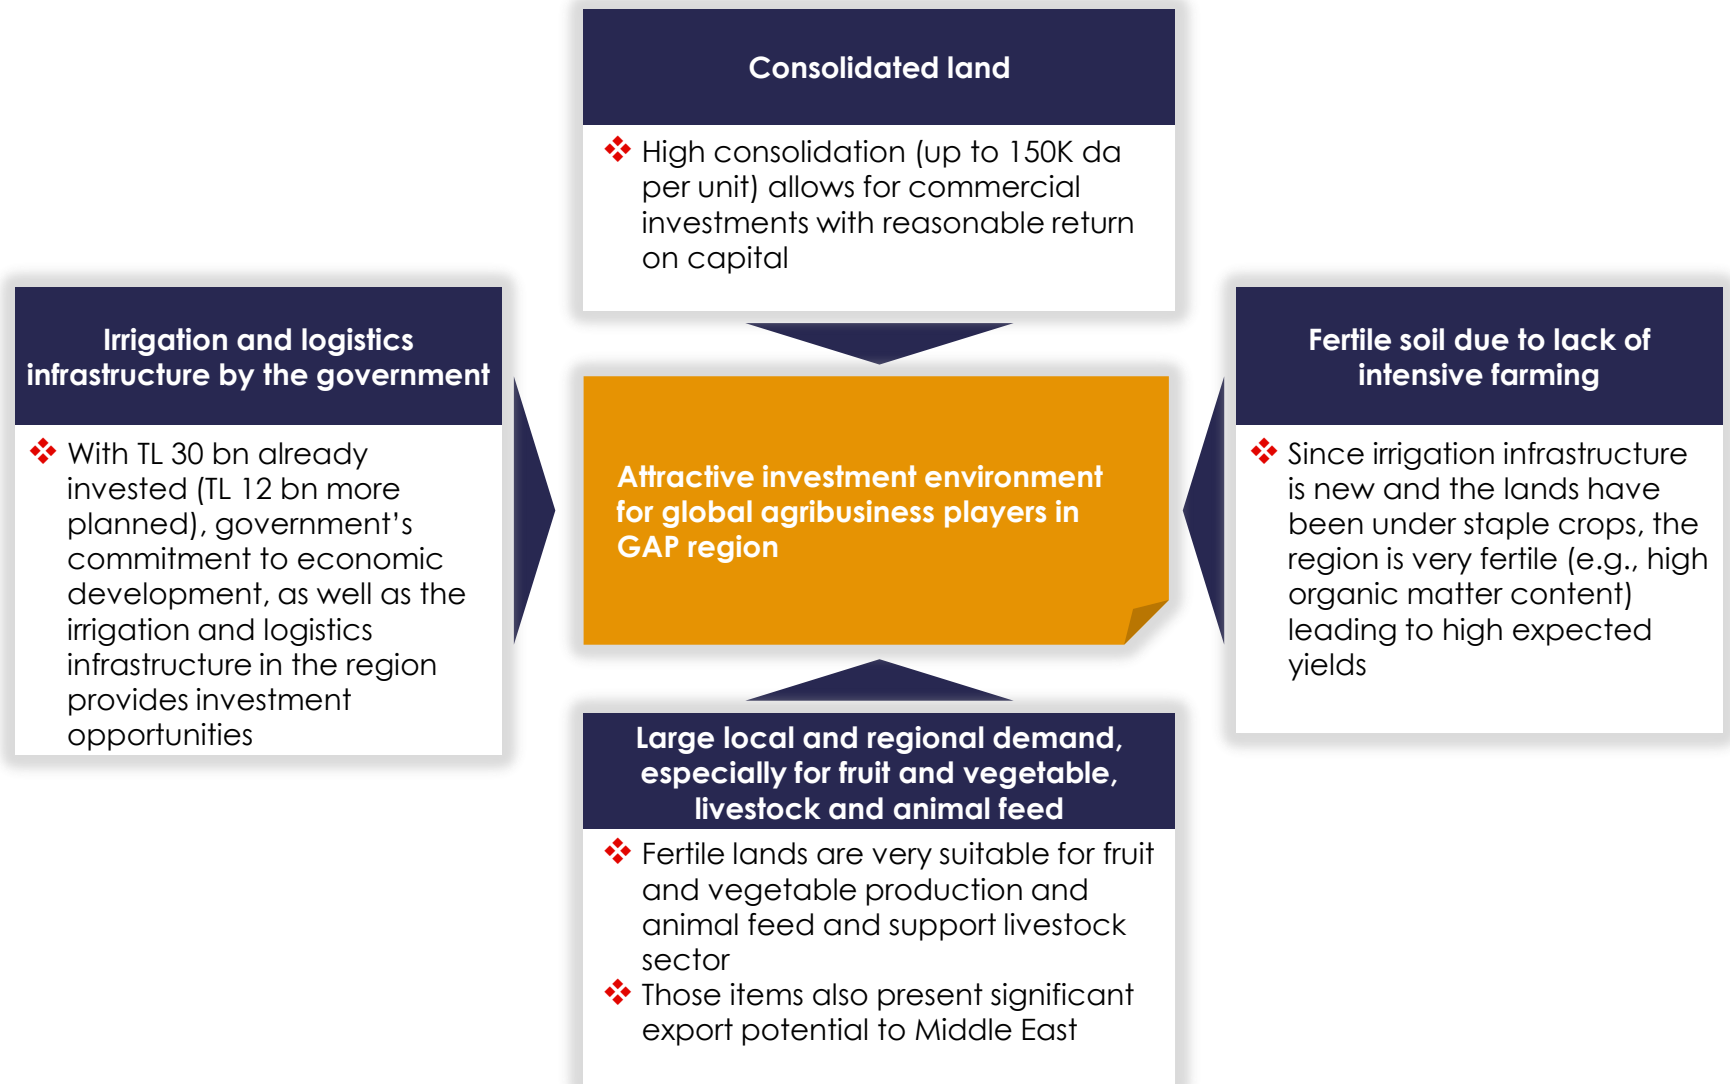 Consolidated land
❖ High consolidation (up to 150K da
per unit) allows for commercial
investments with reasonable return
on capital
Irrigation and logistics
infrastructure by the government
❖ With TL 30 bn already
invested (TL 12 bn more
planned), government’s
commitment to economic
development, as well as the
irrigation and logistics
infrastructure in the region
provides investment
opportunities
Attractive investment environment
for global agribusiness players in
GAP region
Fertile soil due to lack of
intensive farming
❖ Since irrigation infrastructure
is new and the lands have
been under staple crops, the
region is very fertile (e.g., high
organic matter content)
leading to high expected
yields
Large local and regional demand,
especially for fruit and vegetable,
livestock and animal feed
❖ Fertile lands are very suitable for fruit
and vegetable production and
animal feed and support livestock
sector
❖ Those items also present significant
export potential to Middle East